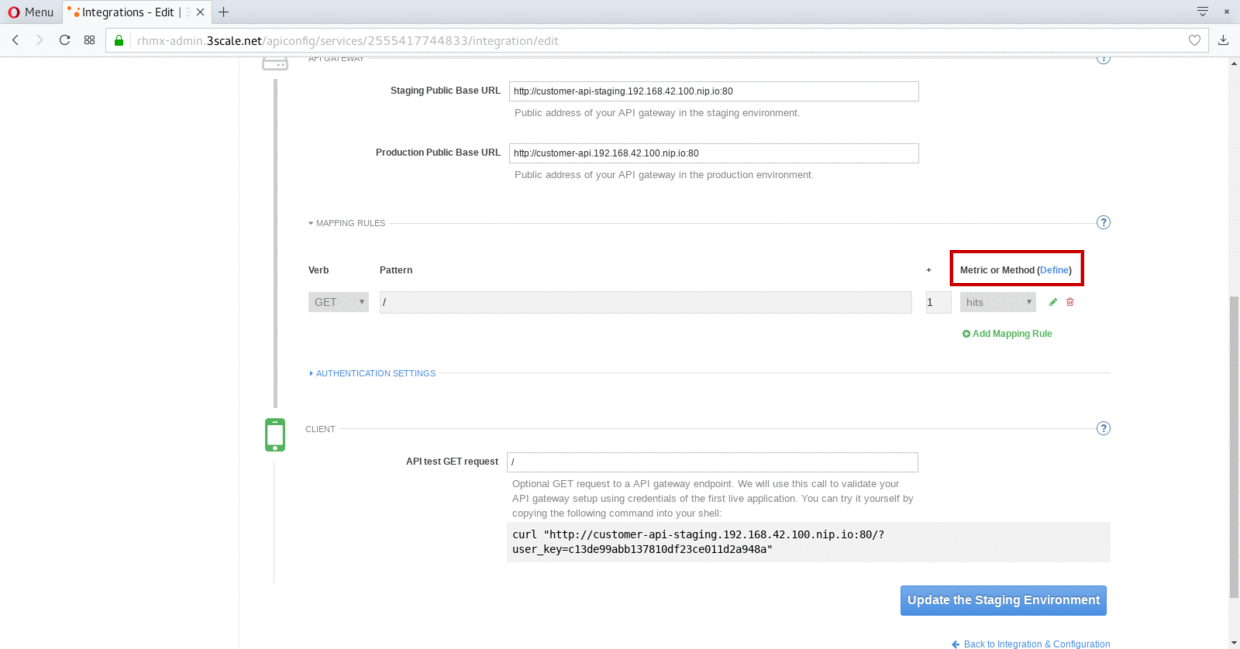 Menu
Integrations - Edit | 3
rhmx-admin.3scale.net/apiconfig/services/2555417744833/integration/edit
API GATEWAY
?
Staging Public Base URL
http://customer-api-staging.192.168.42.100.nip.io:80
Public address of your API gateway in the staging environment.
Production Public Base URL
http://customer-api.192.168.42.100.nip.io:80
Public address of your API gateway in the production environment.
MAPPING RULES
?
Verb
Pattern
+
Metric or Method (Define)
GET
/
1
hits
Add Mapping Rule
AUTHENTICATION SETTINGS
CLIENT
?
API test GET request
/
Optional GET request to a API gateway endpoint. We will use this call to validate your
API gateway setup using credentials of the first live application. You can try it yourself by
copying the following command into your shell:
curl "http://customer-api-staging.192.168.42.100.nip.io:80/?
user_key=c13de99abb137810df23ce011d2a948a"
Update the Staging Environment
Back to Integration & Configuration